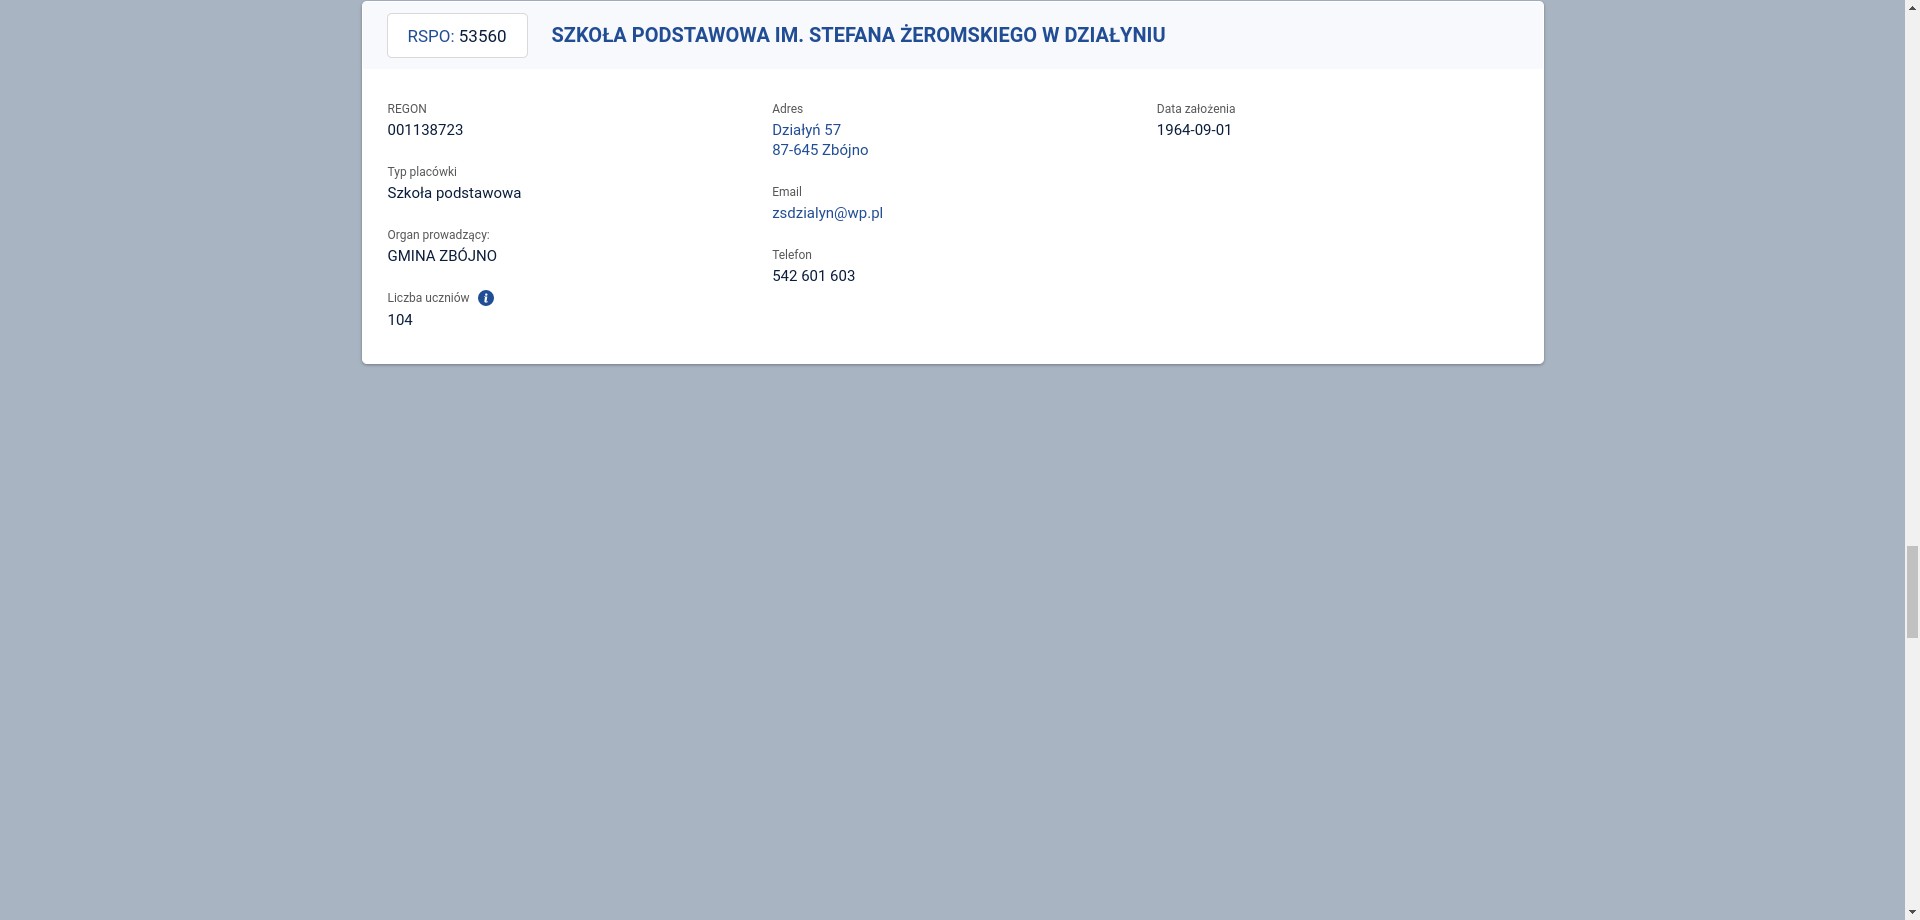 RSPO: 53560
SZKOŁA PODSTAWOWA IM. STEFANA ŻEROMSKIEGO W DZIAŁYNIU
REGON
001138723
Typ placówki
Szkoła podstawowa
Organ prowadzący:
GMINA ZBÓJNO
Liczba uczniów
104
Adres
Działyń 57
87-645 Zbójno
Email
zsdzialyn@wp.pl
Telefon
542 601 603
Data założenia
1964-09-01